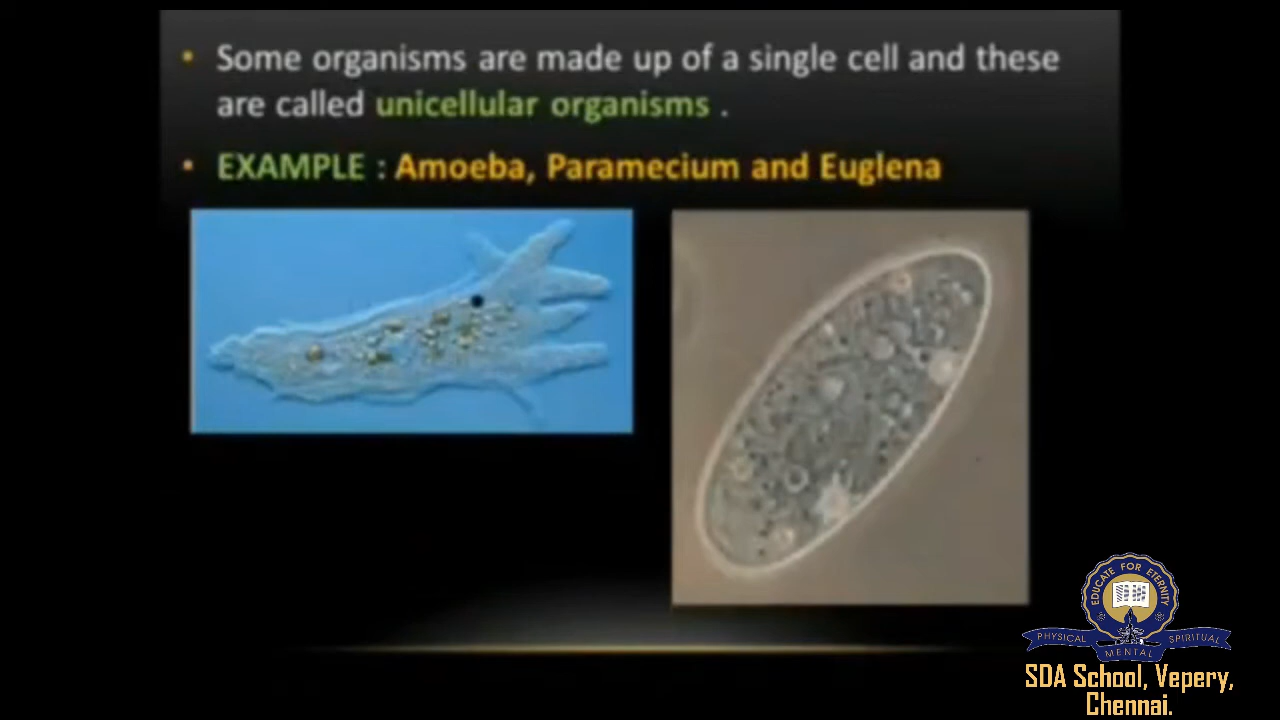 • Some organisms are made up of a single cell and these
are called unicellular organisms .
• EXAMPLE : Amoeba, Paramecium and Euglena
EDUCATE FOR ETERNITY
PHYSICAL
MENTAL
SPIRITUAL
SDA School, Vepery,
Chennai.